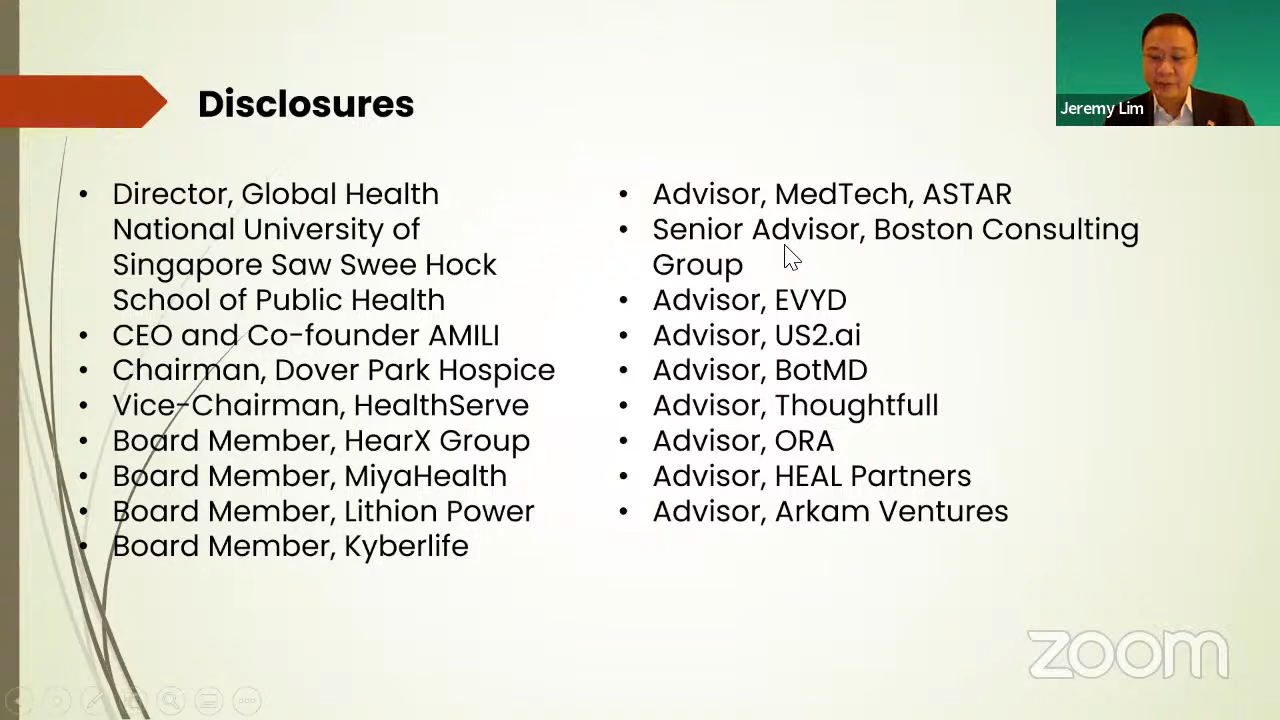 Disclosures
Jeremy Lim
• Director, Global Health
National University of
Singapore Saw Swee Hock
School of Public Health
• CEO and Co-founder AMILI
• Chairman, Dover Park Hospice
• Vice-Chairman, HealthServe
• Board Member, HearX Group
• Board Member, MiyaHealth
• Board Member, Lithion Power
• Board Member, Kyberlife
• Advisor, MedTech, ASTAR
• Senior Advisor, Boston Consulting
Group
• Advisor, EVYD
• Advisor, US2.ai
• Advisor, BotMD
• Advisor, Thoughtfull
• Advisor, ORA
• Advisor, HEAL Partners
• Advisor, Arkam Ventures
zoom